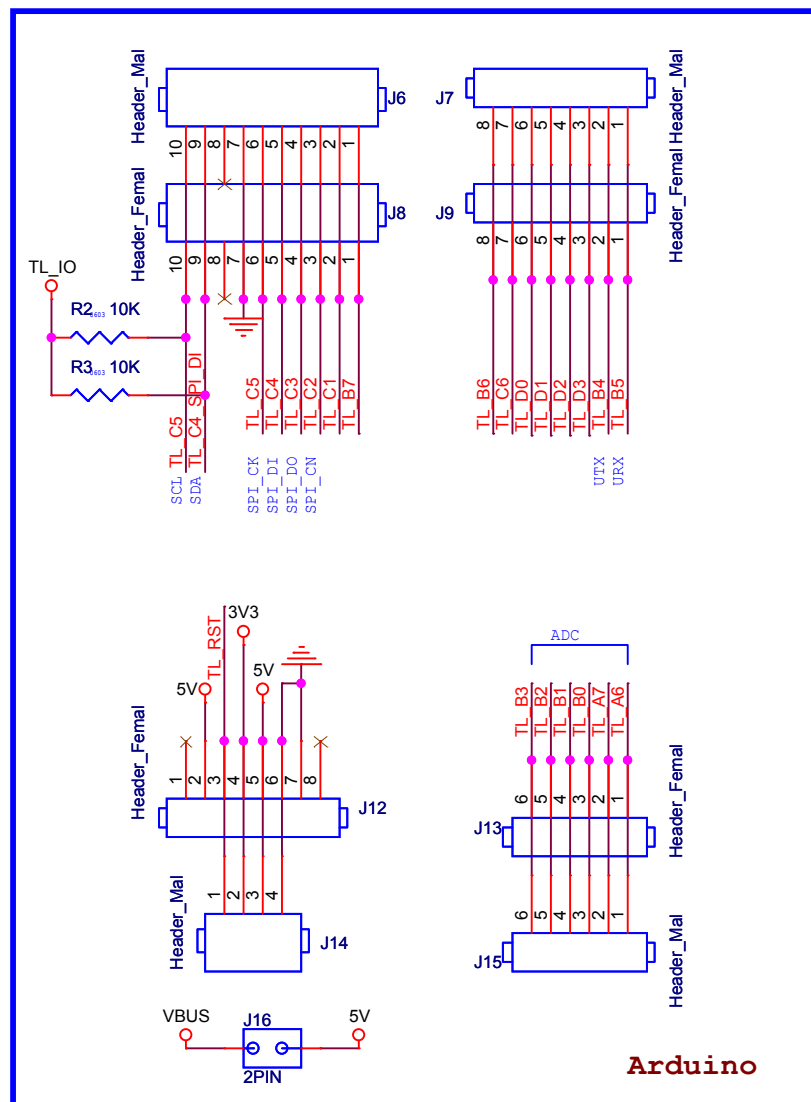 Header_Mal
J6
10
9
8
7
6
5
4
3
2
1
Header_Femal
J8
10
9
8
7
6
5
4
3
2
1
J7
Header_Mal
8
7
6
5
4
3
2
1
J9
Header_Femal
8
7
6
5
4
3
2
1
TL_IO
R2 0603 10K
R3 0603 10K
TL_C5
TL_C4_SPI_DI
SCL
SDA
TL_C5
TL_C4
TL_C3
TL_C2
TL_C1
TL_B7
SPI_CK
SPI_DI
SPI_DO
SPI_CN
TL_B6
TL_C6
TL_D0
TL_D1
TL_D2
TL_D3
TL_B4
TL_B5
UTX
URX
TL_RST
3V3
5V
5V
Header_Femal
1
2
3
4
5
6
7
8
J12
Header_Mal
1
2
3
4
J14
ADC
TL_B3
TL_B2
TL_B1
TL_B0
TL_A7
TL_A6
6
5
4
3
2
1
J13
Header_Femal
6
5
4
3
2
1
J15
Header_Mal
VBUS
J16
5V
2PIN
Arduino